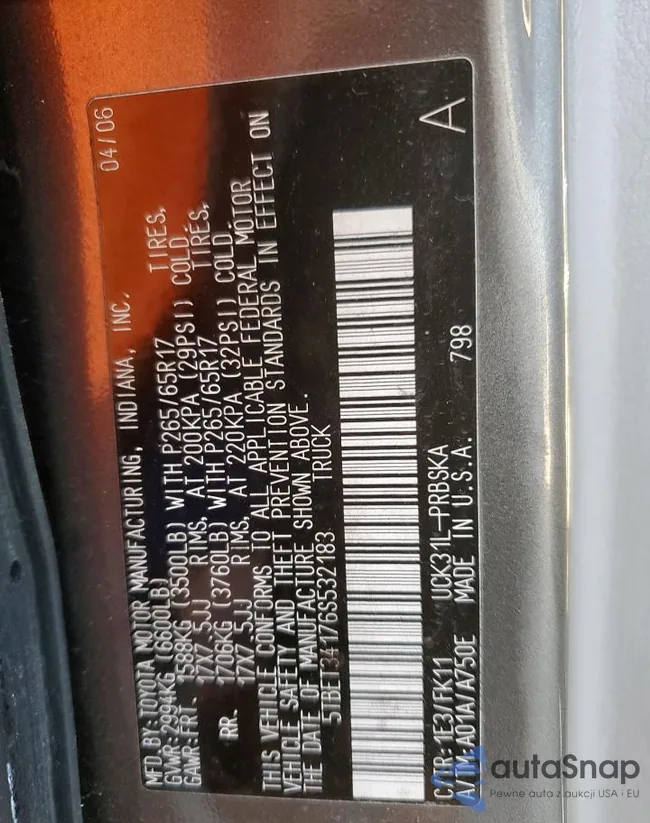 MFD.BY:TOYOTA MOTOR MANUFACTURING, INDIANA, INC. 04/06
GVWR:2994KG(6600LB)
GAWR:FRT. 1588KG (3500LB) WITH P265/65R17 TIRES,
17X7.5JJ RIMS, AT 200KPA (29PSI) COLD.
RR. 1706KG (3760LB) WITH P265/65R17 TIRES,
17X7.5JJ RIMS, AT 220KPA (32PSI) COLD.
THIS VEHICLE CONFORMS TO ALL APPLICABLE FEDERAL MOTOR
VEHICLE SAFETY AND THEFT PREVENTION STANDARDS IN EFFECT ON
THE DATE OF MANUFACTURE SHOWN ABOVE.
5TBET34176S532183 TRUCK
C/TR:1E3/FK11 UCK31L-PRBSKA A
A/TM:A01A/A750E MADE IN U.S.A. 798
autoSnap
Pewne auta z aukcji USA i EU